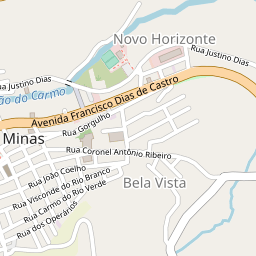 Novo Horizonte
Rua Justino Dias
Rua Justino Dias
ão do Carmo
Avenida Francisco Dias de Castro
Rua Gorgulho
Minas
Rua Coronel Antônio Ribeiro
Rua João Coelho
Bela Vista
Rua Visconde do Rio Branco
Rua Carmo do Rio Verde
Rua dos Operários